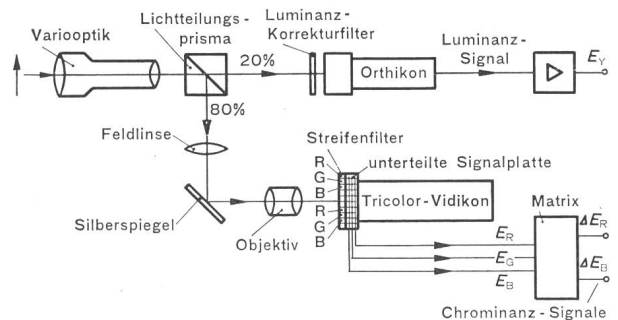 Variooptik
Lichtteilungs-
prisma
Luminanz-
Korrekturfilter
20%
Orthikon
Luminanz-
Signal
E_Y
80%
Feldlinse
Silberspiegel
Objektiv
Streifenfilter
R
G
B
R
G
B
unterteilte Signalplatte
Tricolor-Vidikon
Matrix
E_R
E_G
E_B
ΔE_R
ΔE_B
Chrominanz-Signale